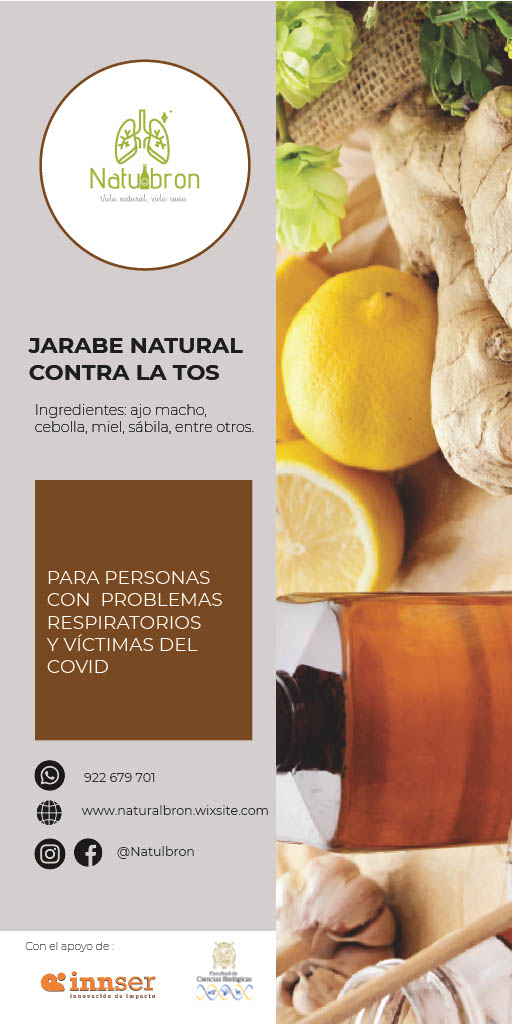 Natulbron
Vida natural, vida sana
JARABE NATURAL
CONTRA LA TOS
Ingredientes: ajo macho,
cebolla, miel, sábila, entre otros.
PARA PERSONAS
CON PROBLEMAS
RESPIRATORIOS
Y VÍCTIMAS DEL
COVID
922 679 701
www.naturalbron.wixsite.com
@Natulbron
Con el apoyo de :
innser
innovación de impacto
Facultad de
Ciencias Biológicas